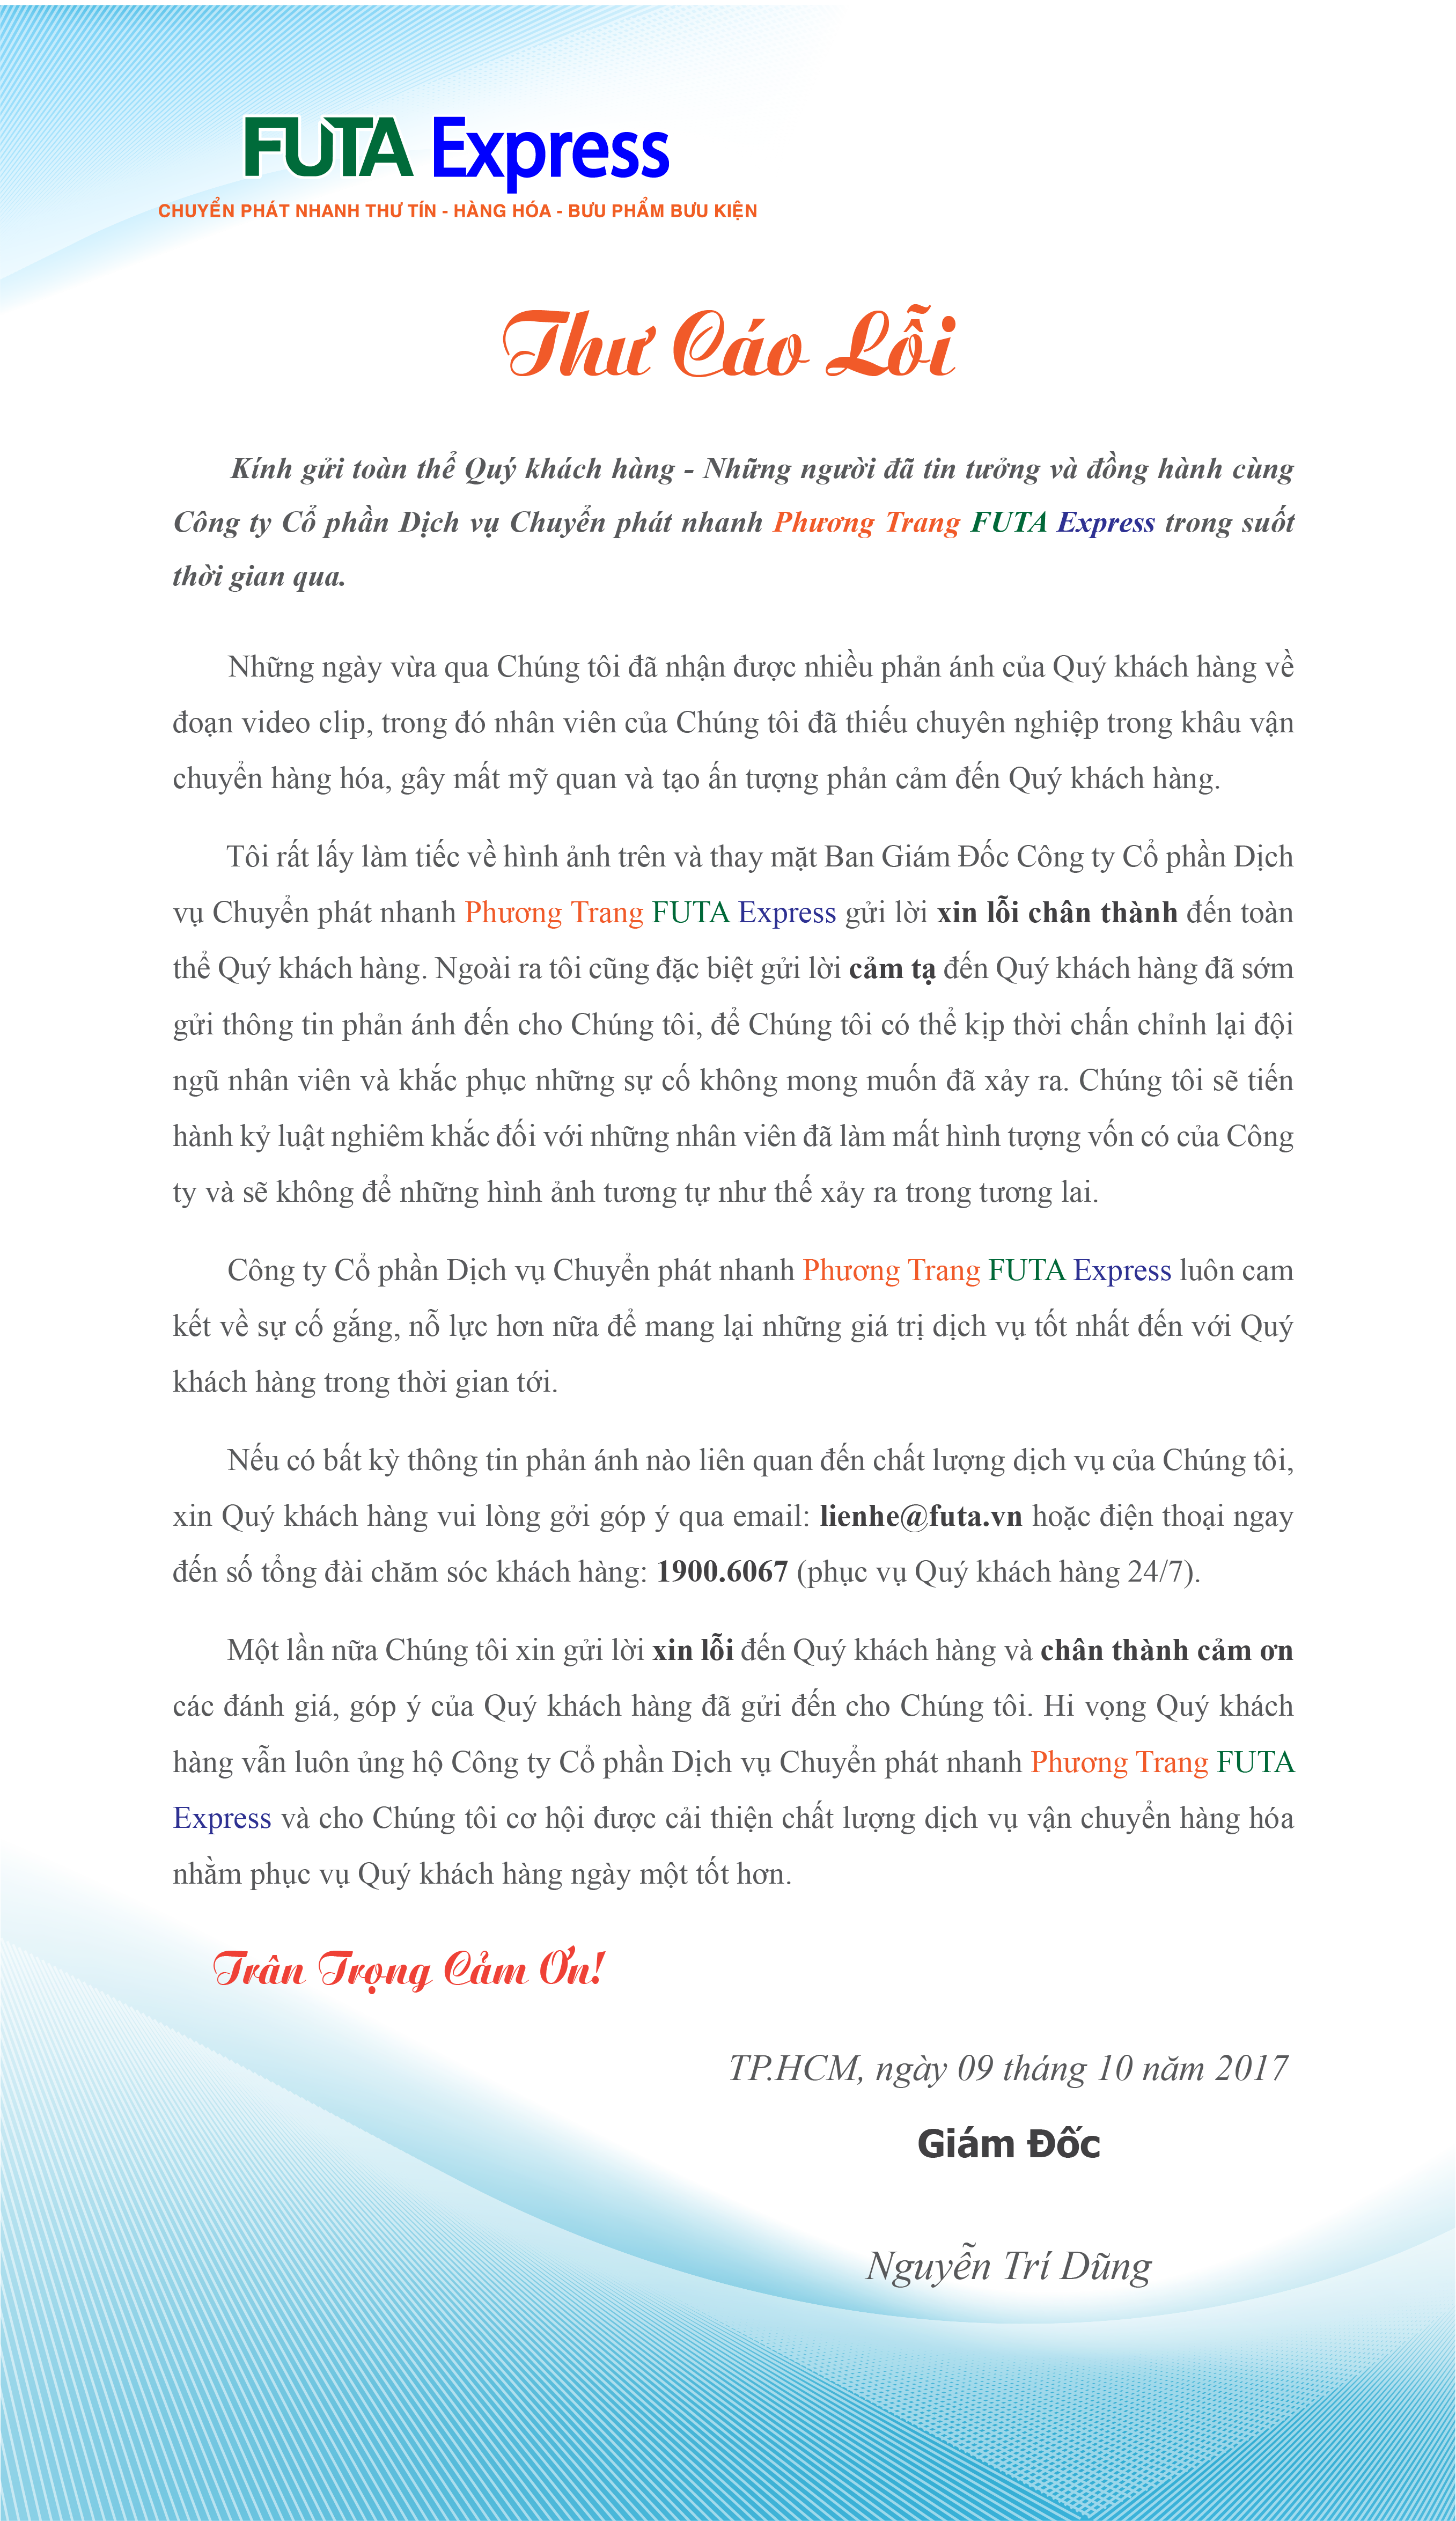 FUTA Express
CHUYỂN PHÁT NHANH THƯ TÍN - HÀNG HÓA - BƯU PHẨM BƯU KIỆN
Thư Cáo Lỗi
Kính gửi toàn thể Quý khách hàng - Những người đã tin tưởng và đồng hành cùng
Công ty Cổ phần Dịch vụ Chuyển phát nhanh Phương Trang FUTA Express trong suốt
thời gian qua.
Những ngày vừa qua Chúng tôi đã nhận được nhiều phản ánh của Quý khách hàng về
đoạn video clip, trong đó nhân viên của Chúng tôi đã thiếu chuyên nghiệp trong khâu vận
chuyển hàng hóa, gây mất mỹ quan và tạo ấn tượng phản cảm đến Quý khách hàng.
Tôi rất lấy làm tiếc về hình ảnh trên và thay mặt Ban Giám Đốc Công ty Cổ phần Dịch
vụ Chuyển phát nhanh Phương Trang FUTA Express gửi lời xin lỗi chân thành đến toàn
thể Quý khách hàng. Ngoài ra tôi cũng đặc biệt gửi lời cảm tạ đến Quý khách hàng đã sớm
gửi thông tin phản ánh đến cho Chúng tôi, để Chúng tôi có thể kịp thời chấn chỉnh lại đội
ngũ nhân viên và khắc phục những sự cố không mong muốn đã xảy ra. Chúng tôi sẽ tiến
hành kỷ luật nghiêm khắc đối với những nhân viên đã làm mất hình tượng vốn có của Công
ty và sẽ không để những hình ảnh tương tự như thế xảy ra trong tương lai.
Công ty Cổ phần Dịch vụ Chuyển phát nhanh Phương Trang FUTA Express luôn cam
kết về sự cố gắng, nỗ lực hơn nữa để mang lại những giá trị dịch vụ tốt nhất đến với Quý
khách hàng trong thời gian tới.
Nếu có bất kỳ thông tin phản ánh nào liên quan đến chất lượng dịch vụ của Chúng tôi,
xin Quý khách hàng vui lòng gởi góp ý qua email: lienhe@futa.vn hoặc điện thoại ngay
đến số tổng đài chăm sóc khách hàng: 1900.6067 (phục vụ Quý khách hàng 24/7).
Một lần nữa Chúng tôi xin gửi lời xin lỗi đến Quý khách hàng và chân thành cảm ơn
các đánh giá, góp ý của Quý khách hàng đã gửi đến cho Chúng tôi. Hi vọng Quý khách
hàng vẫn luôn ủng hộ Công ty Cổ phần Dịch vụ Chuyển phát nhanh Phương Trang FUTA
Express và cho Chúng tôi cơ hội được cải thiện chất lượng dịch vụ vận chuyển hàng hóa
nhằm phục vụ Quý khách hàng ngày một tốt hơn.
Trân Trọng Cảm Ơn!
TP.HCM, ngày 09 tháng 10 năm 2017
Giám Đốc
Nguyễn Trí Dũng